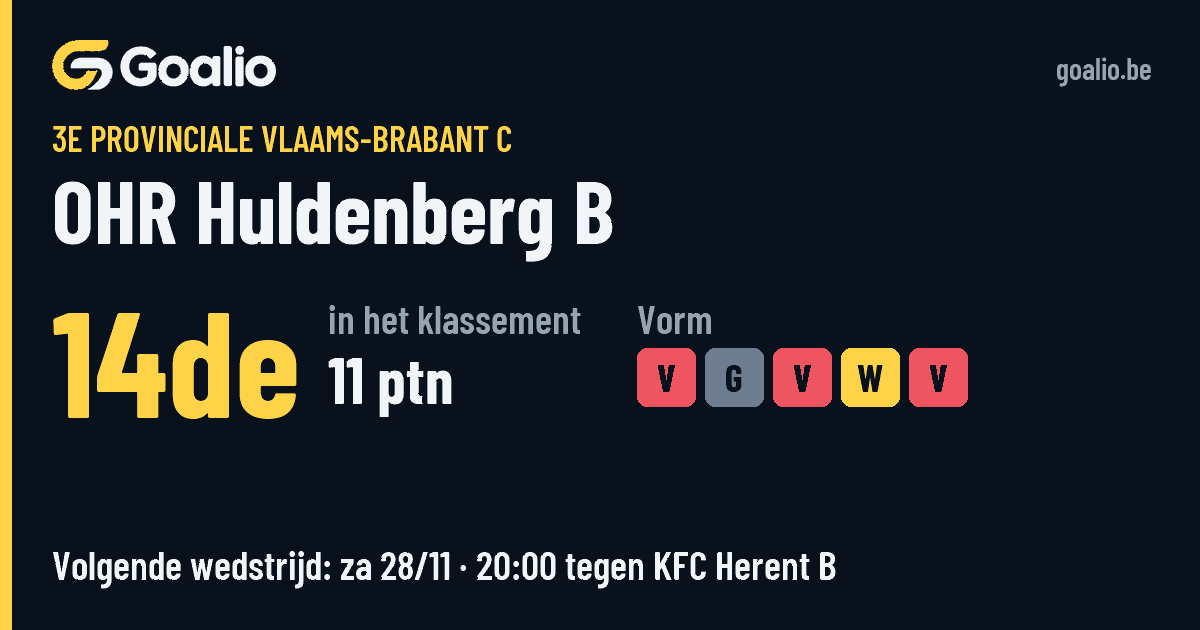 Goalio
goalio.be
3E PROVINCIALE VLAAMS-BRABANT C
OHR Huldenberg B
14de
in het klassement
11 ptn
Vorm
V G V W V
Volgende wedstrijd: za 28/11 · 20:00 tegen KFC Herent B